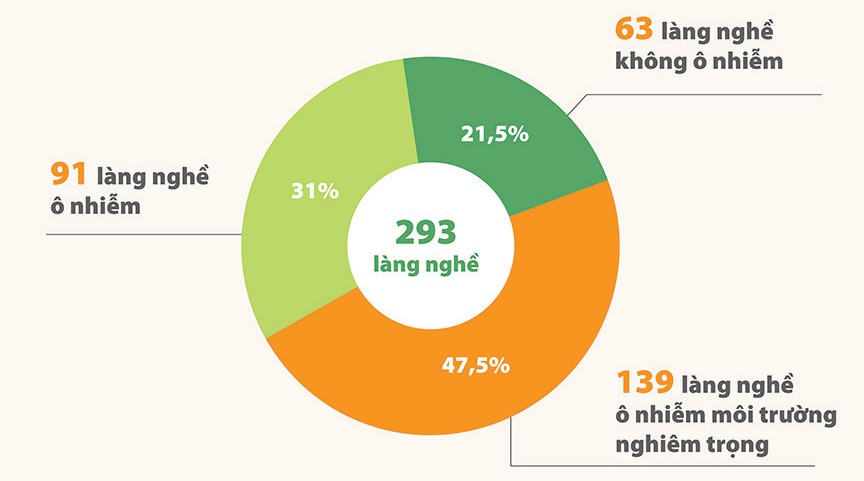 63 làng nghề
không ô nhiễm
21,5%
91 làng nghề
ô nhiễm
31%
293
làng nghề
47,5%
139 làng nghề
ô nhiễm môi trường
nghiêm trọng